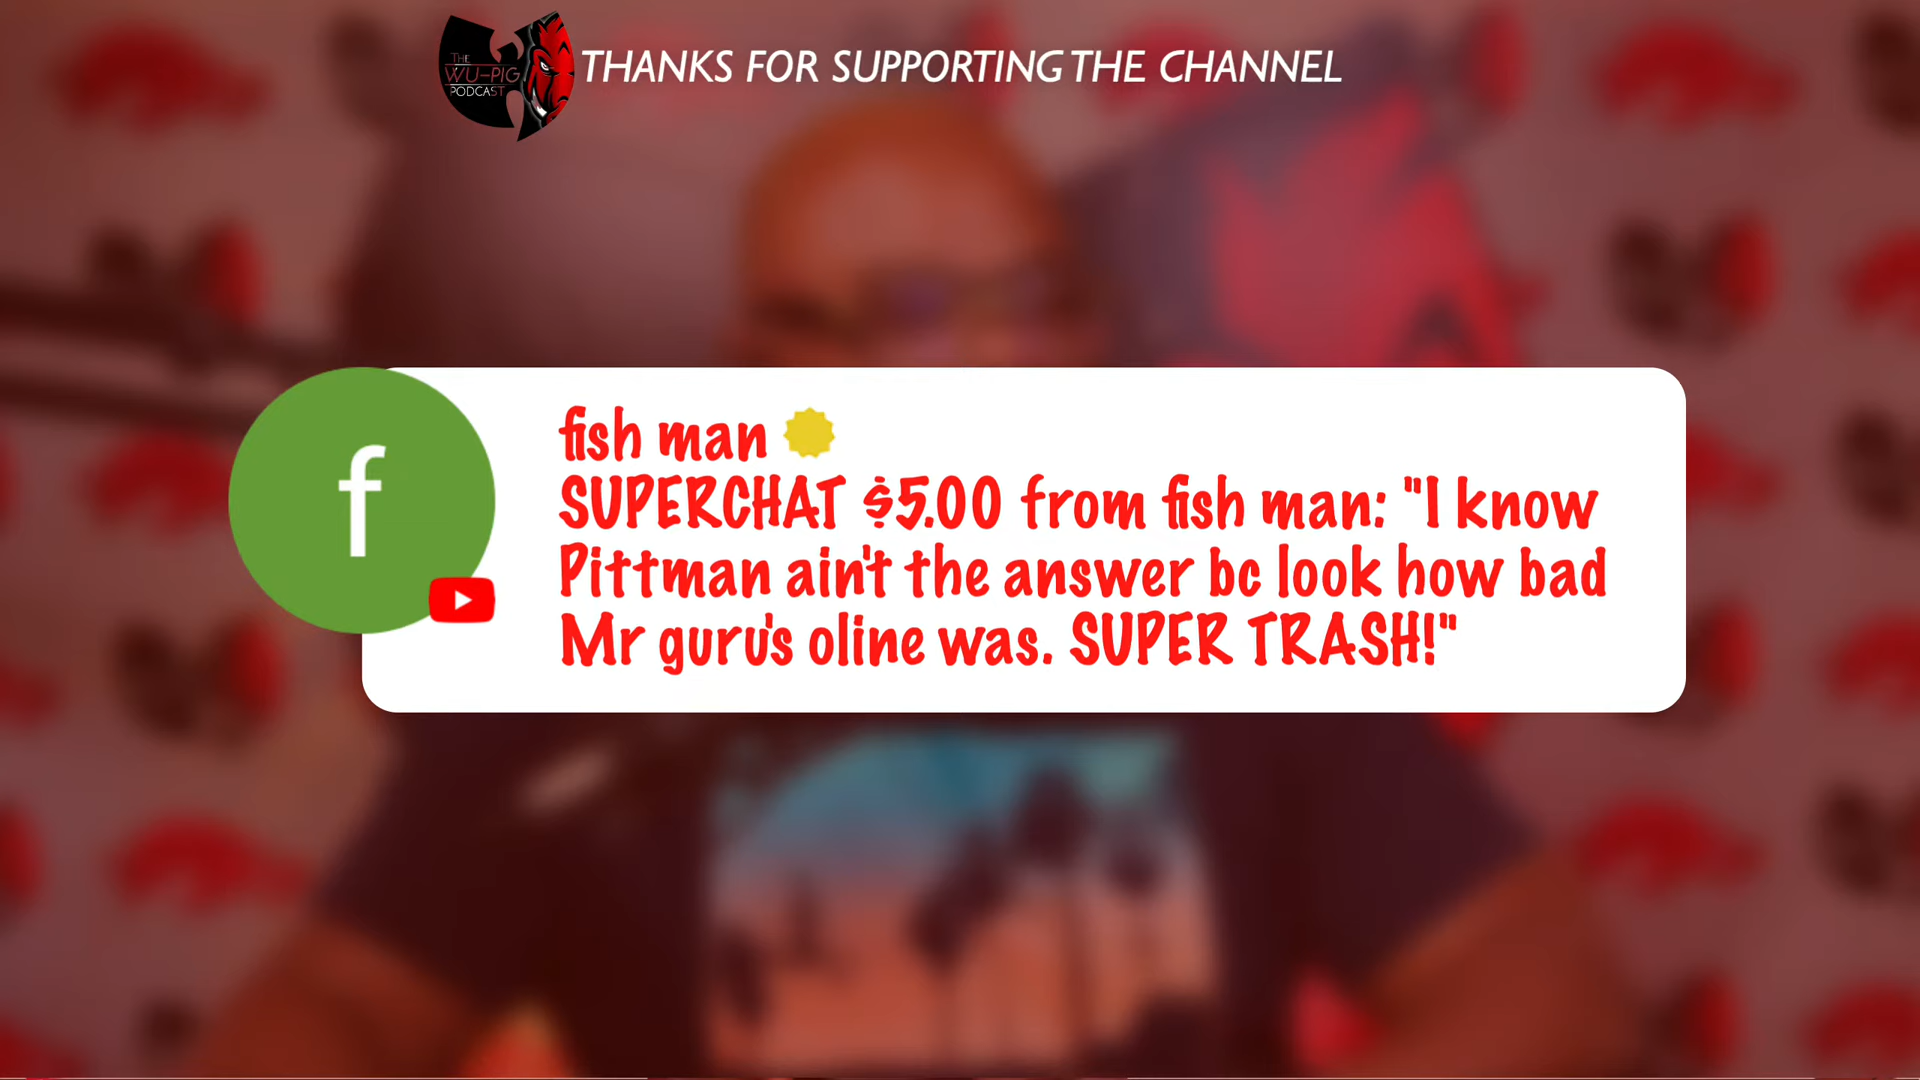 THE
WU-PIG
PODCAST
THANKS FOR SUPPORTING THE CHANNEL
f
fish man
SUPERCHAT $5.00 from fish man: "I know
Pittman ain't the answer bc look how bad
Mr guru's oline was. SUPER TRASH!"